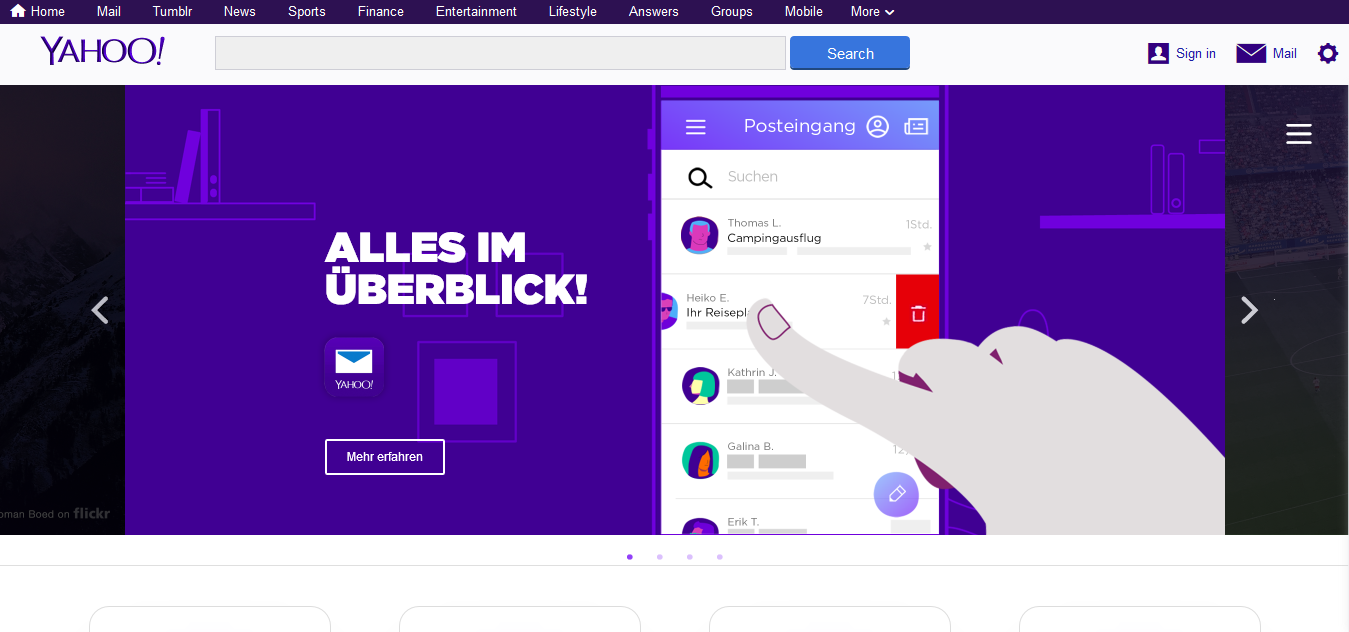 Home Mail Tumblr News Sports Finance Entertainment Lifestyle Answers Groups Mobile More
YAHOO!
Search
Sign in
Mail
Posteingang
Suchen
Thomas L.
1Std.
Campingausflug
ALLES IM
ÜBERBLICK!
Heiko E.
7Std.
Ihr Reisepl
YAHOO!
Kathrin J.
Galina B.
Mehr erfahren
oman Boed on flickr
Erik T.